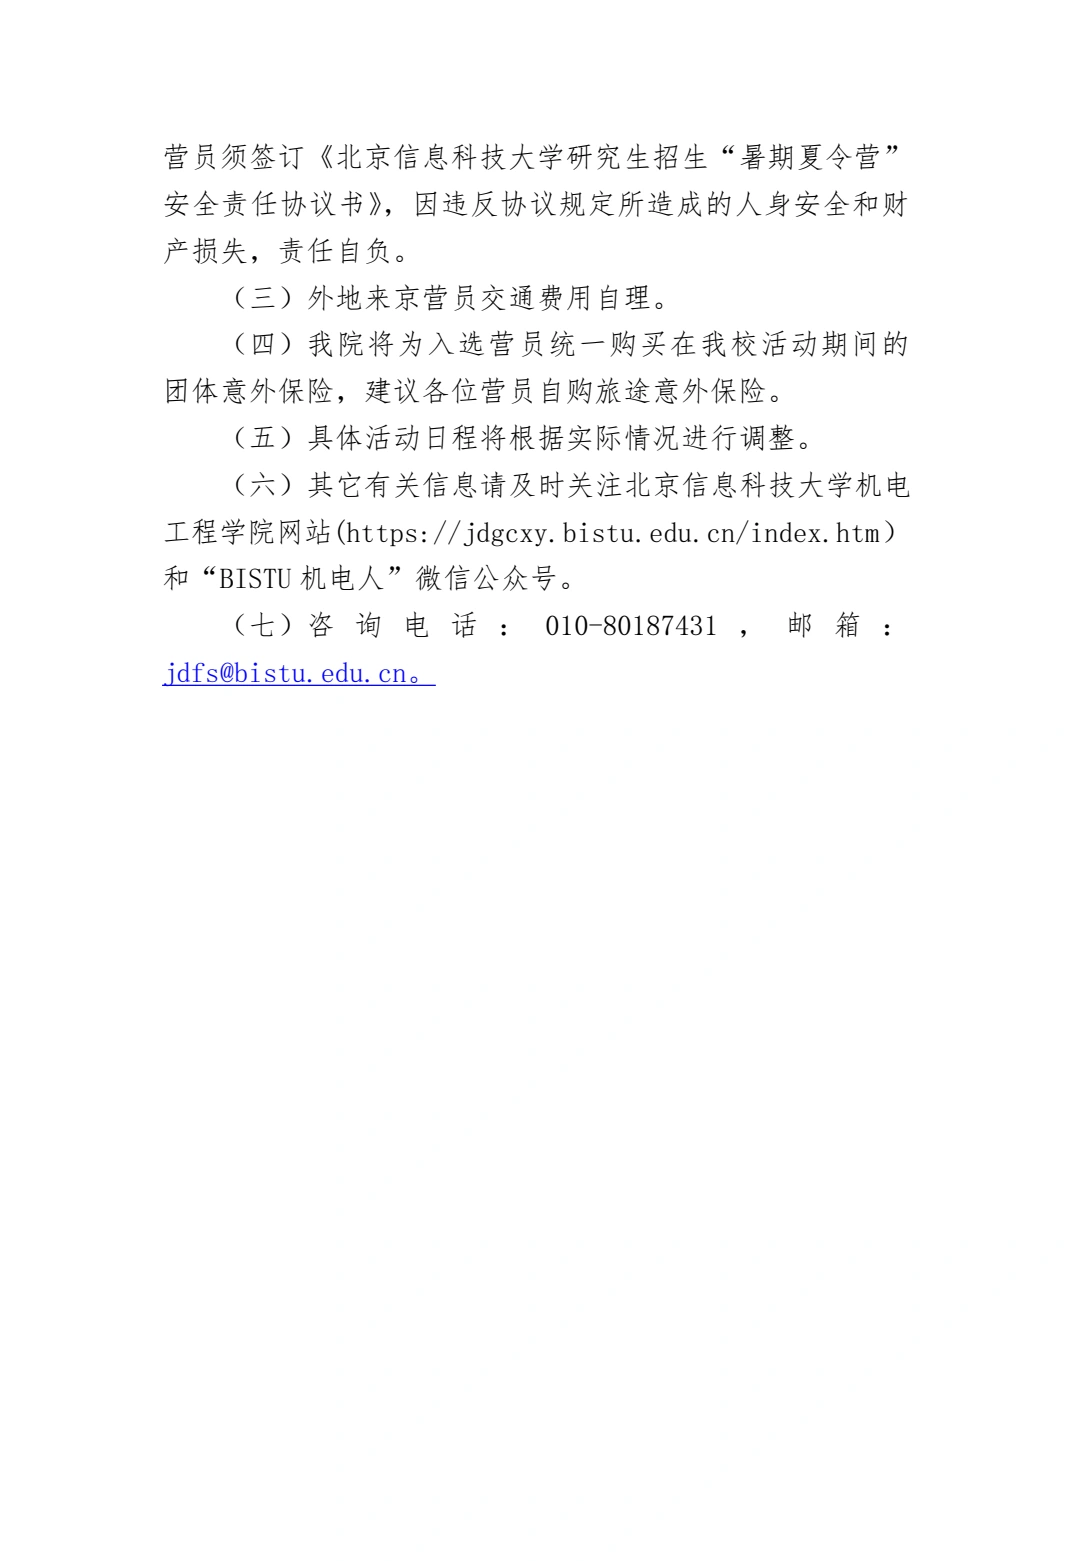 营员须签订《北京信息科技大学研究生招生“暑期夏令营”
安全责任协议书》，因违反协议规定所造成的人身安全和财
产损失，责任自负。
（三）外地来京营员交通费用自理。
（四）我院将为入选营员统一购买在我校活动期间的
团体意外保险，建议各位营员自购旅途意外保险。
（五）具体活动日程将根据实际情况进行调整。
（六）其它有关信息请及时关注北京信息科技大学机电
工程学院网站(https://jdgcxy.bistu.edu.cn/index.htm）
和“BISTU 机电人”微信公众号。
（七）咨询电话：010-80187431，邮箱：
jdfs@bistu.edu.cn。